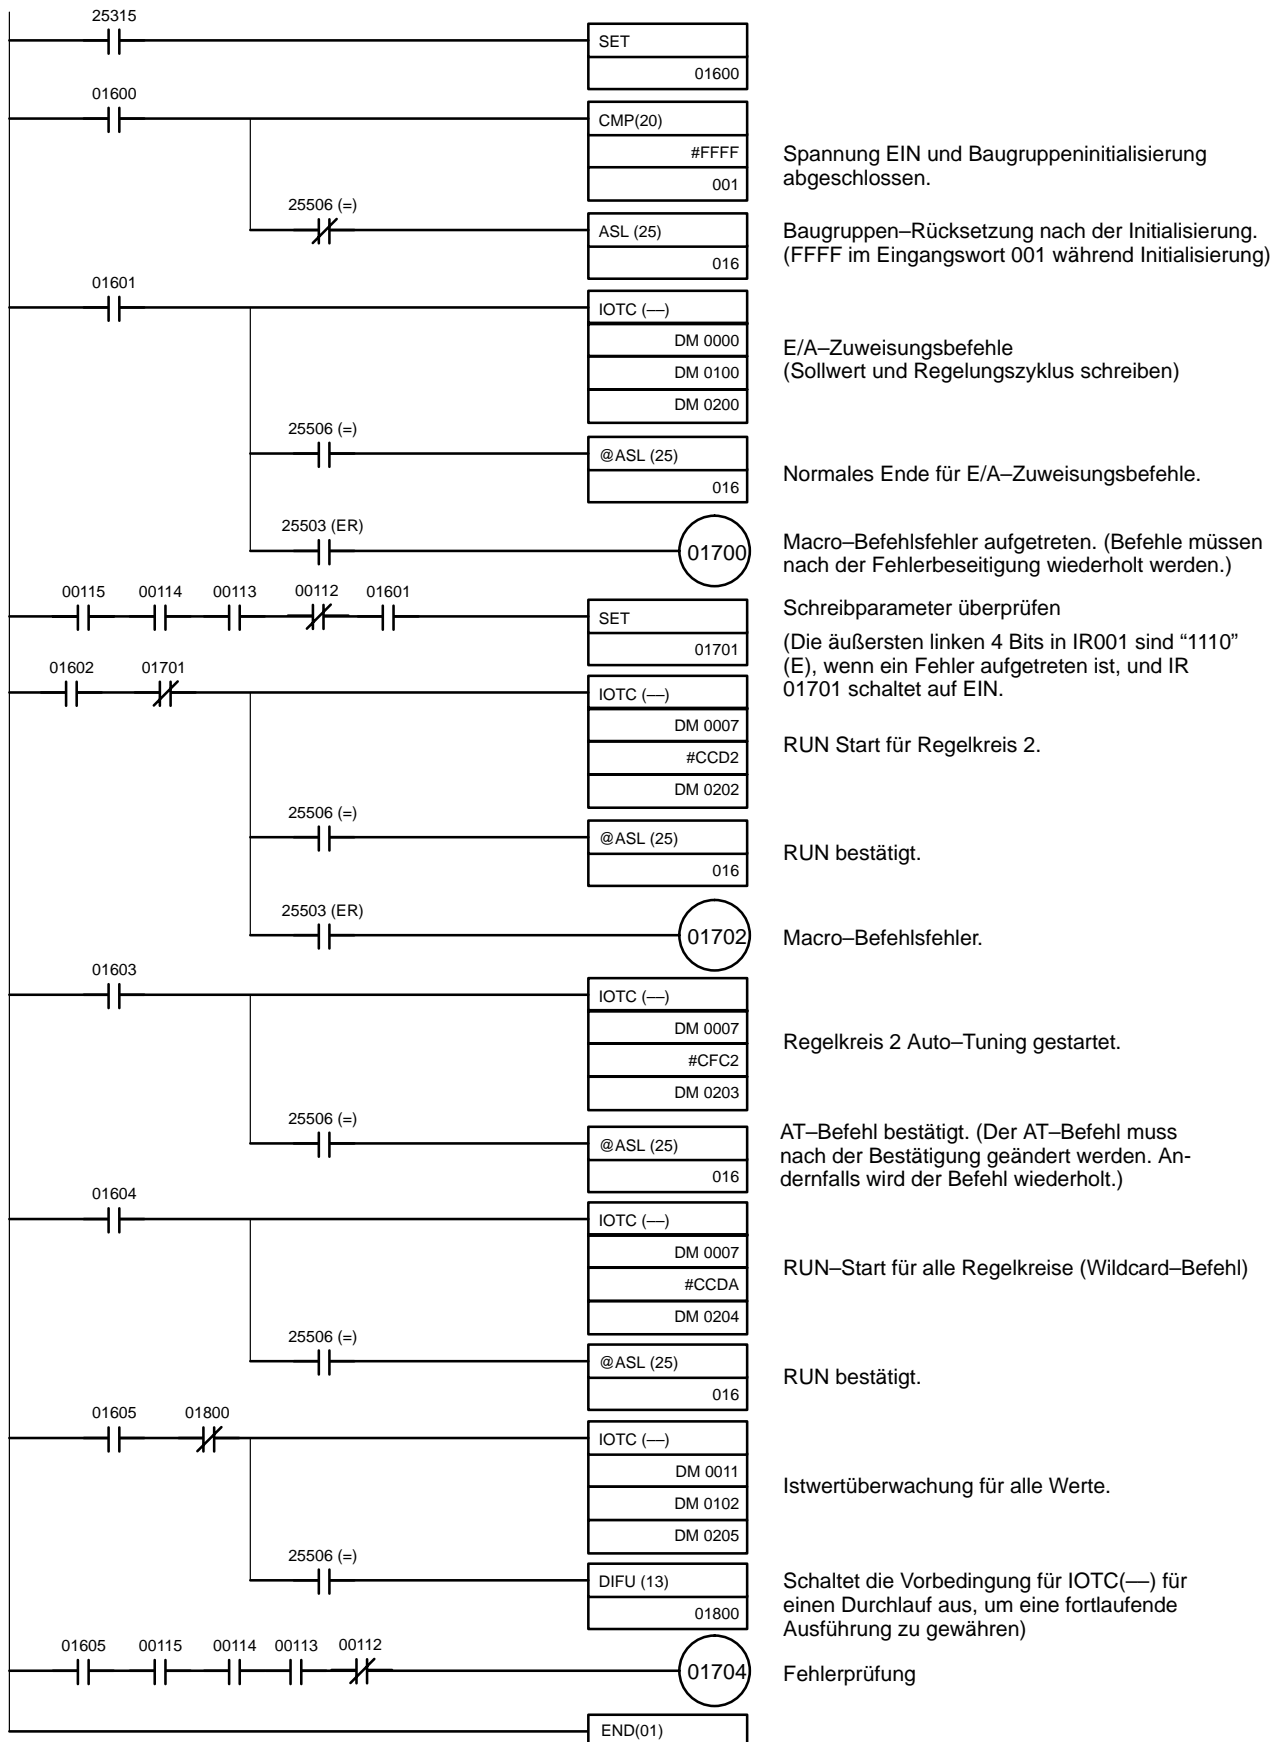 25315
SET
01600
01600
CMP(20)
#FFFF
001
Spannung EIN und Baugruppeninitialisierung
abgeschlossen.
25506 (=)
ASL (25)
016
Baugruppen–Rücksetzung nach der Initialisierung.
(FFFF im Eingangswort 001 während Initialisierung)
01601
IOTC (––)
DM 0000
DM 0100
DM 0200
E/A–Zuweisungsbefehle
(Sollwert und Regelungszyklus schreiben)
25506 (=)
@ASL (25)
016
Normales Ende für E/A–Zuweisungsbefehle.
25503 (ER)
01700
Macro–Befehlsfehler aufgetreten. (Befehle müssen
nach der Fehlerbeseitigung wiederholt werden.)
00115 00114 00113 00112 01601
SET
01701
Schreibparameter überprüfen
(Die äußersten linken 4 Bits in IR001 sind “1110”
(E), wenn ein Fehler aufgetreten ist, und IR
01701 schaltet auf EIN.
01602 01701
IOTC (––)
DM 0007
#CCD2
DM 0202
RUN Start für Regelkreis 2.
25506 (=)
@ASL (25)
016
RUN bestätigt.
25503 (ER)
01702
Macro–Befehlsfehler.
01603
IOTC (––)
DM 0007
#CFC2
DM 0203
Regelkreis 2 Auto–Tuning gestartet.
25506 (=)
@ASL (25)
016
AT–Befehl bestätigt. (Der AT–Befehl muss
nach der Bestätigung geändert werden. An-
dernfalls wird der Befehl wiederholt.)
01604
IOTC (––)
DM 0007
#CCDA
DM 0204
RUN–Start für alle Regelkreise (Wildcard–Befehl)
25506 (=)
@ASL (25)
016
RUN bestätigt.
01605 01800
IOTC (––)
DM 0011
DM 0102
DM 0205
Istwertüberwachung für alle Werte.
25506 (=)
DIFU (13)
01800
Schaltet die Vorbedingung für IOTC(––) für
einen Durchlauf aus, um eine fortlaufende
Ausführung zu gewähren)
01605 00115 00114 00113 00112
01704
Fehlerprüfung
END(01)